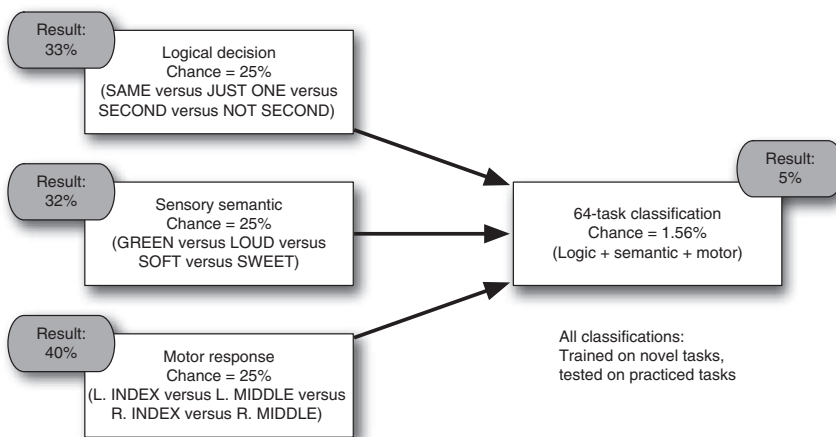 Result:
33%
Logical decision
Chance = 25%
(SAME versus JUST ONE versus
SECOND versus NOT SECOND)
Result:
32%
Sensory semantic
Chance = 25%
(GREEN versus LOUD versus
SOFT versus SWEET)
Result:
40%
Motor response
Chance = 25%
(L. INDEX versus L. MIDDLE versus
R. INDEX versus R. MIDDLE)
Result:
5%
64-task classification
Chance = 1.56%
(Logic + semantic + motor)
All classifications:
Trained on novel tasks,
tested on practiced tasks